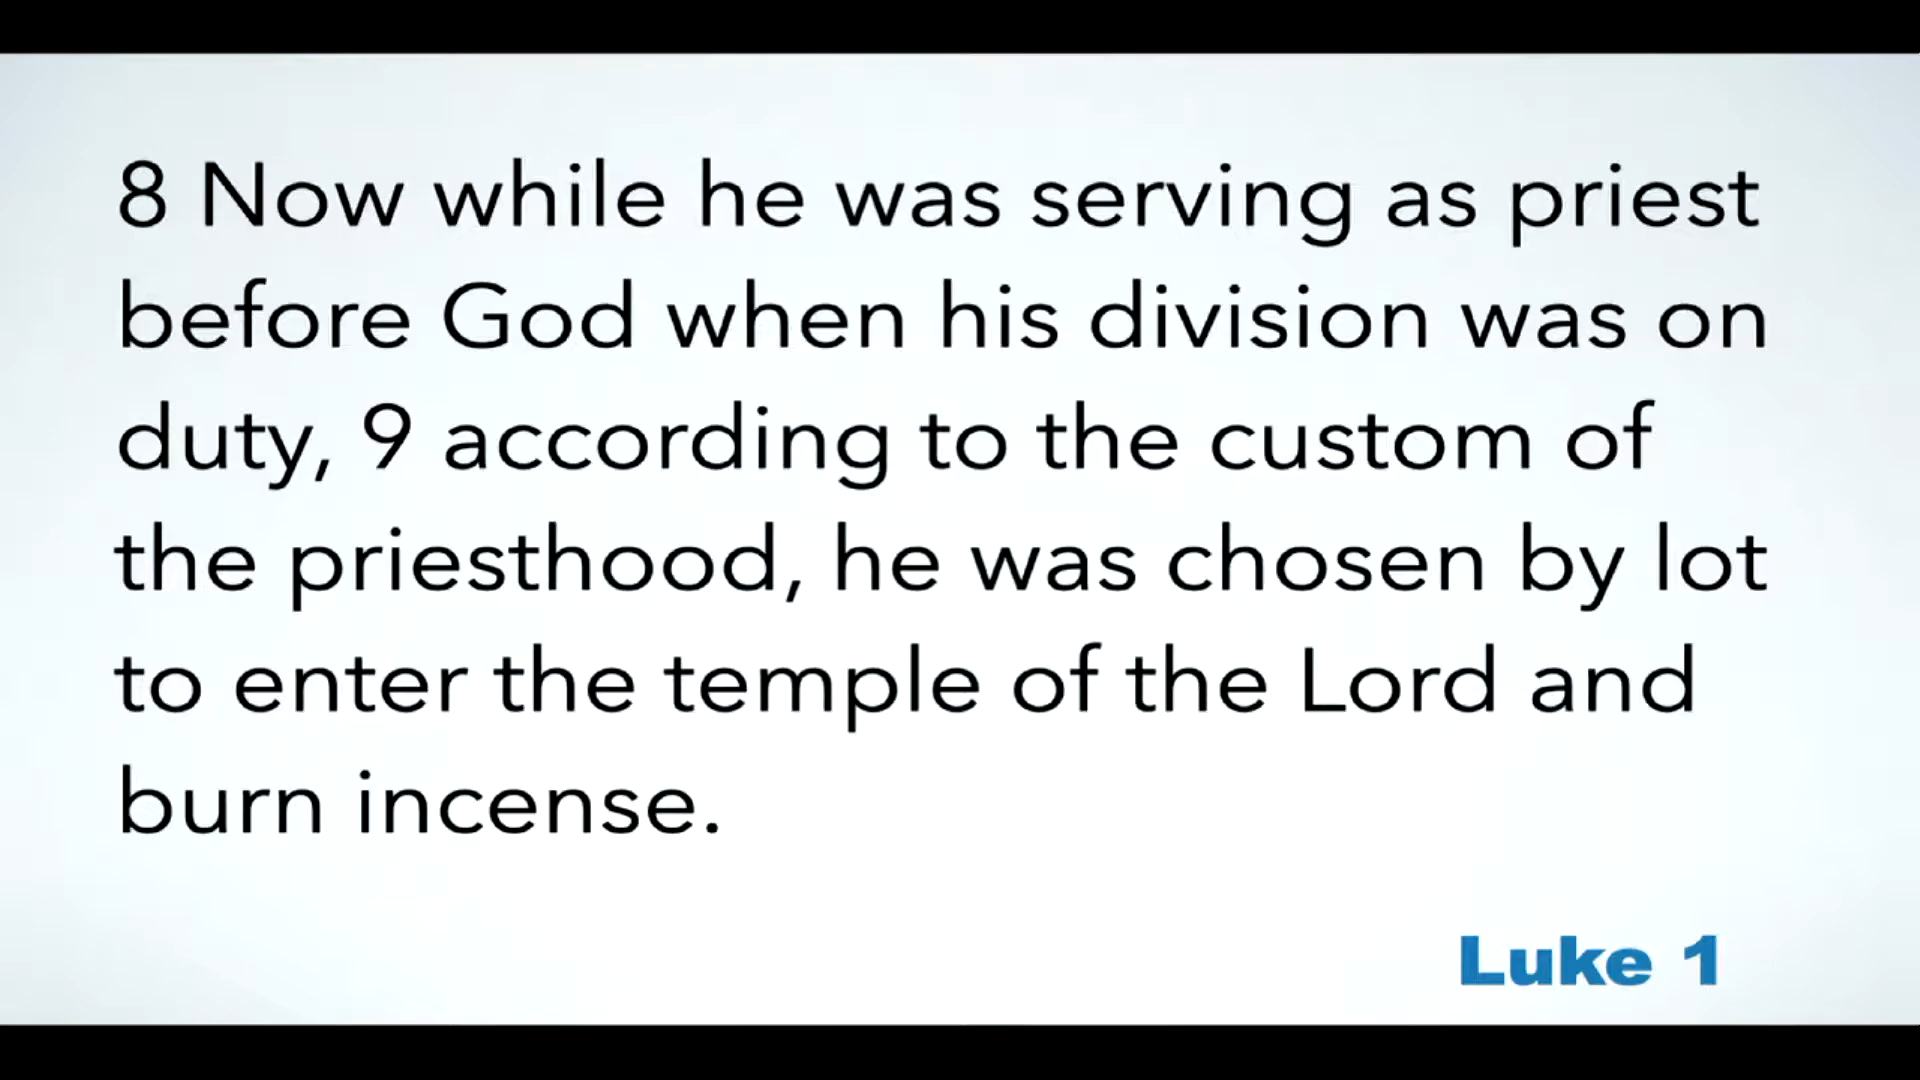 8 Now while he was serving as priest
before God when his division was on
duty, 9 according to the custom of
the priesthood, he was chosen by lot
to enter the temple of the Lord and
burn incense.
Luke 1